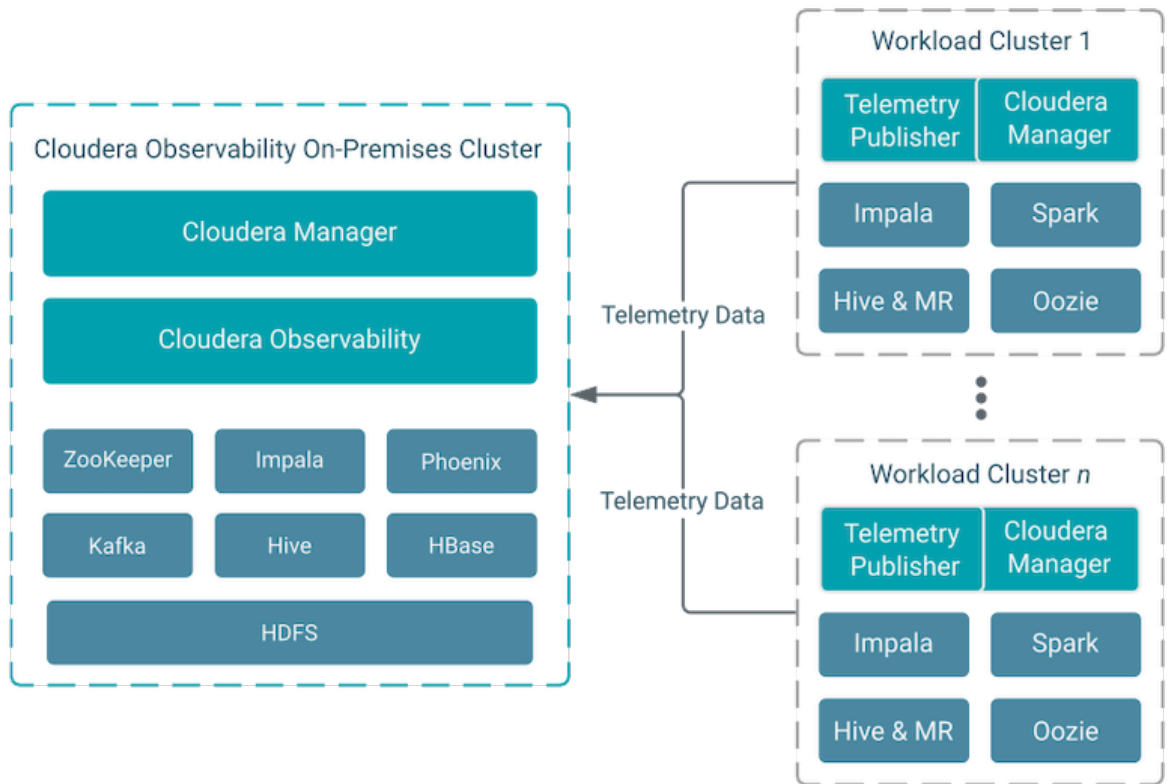 Cloudera Observability On-Premises Cluster
Cloudera Manager
Cloudera Observability
ZooKeeper
Impala
Phoenix
Kafka
Hive
HBase
HDFS
Telemetry Data
Telemetry Data
Workload Cluster 1
Telemetry
Publisher
Cloudera
Manager
Impala
Spark
Hive & MR
Oozie
Workload Cluster n
Telemetry
Publisher
Cloudera
Manager
Impala
Spark
Hive & MR
Oozie